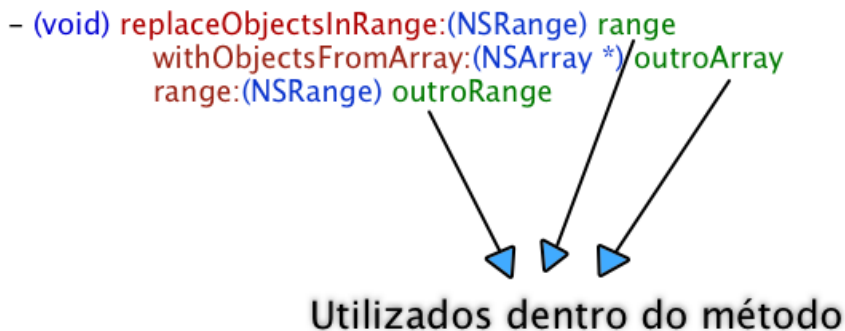 - (void) replaceObjectsInRange:(NSRange) range
withObjectsFromArray:(NSArray *) outroArray
range:(NSRange) outroRange
Utilizados dentro do método